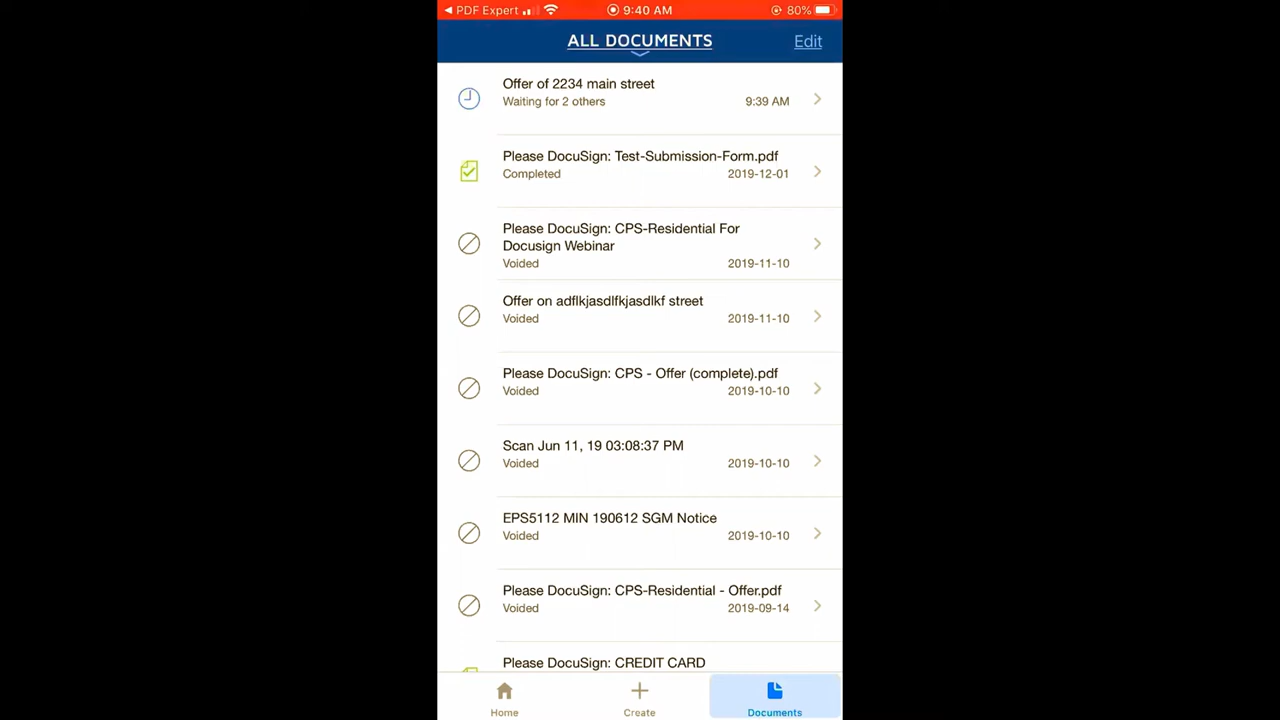 PDF Expert 9:40 AM 80%
ALL DOCUMENTS Edit
Offer of 2234 main street
Waiting for 2 others 9:39 AM
Please DocuSign: Test-Submission-Form.pdf
Completed 2019-12-01
Please DocuSign: CPS-Residential For
Docusign Webinar
Voided 2019-11-10
Offer on adflkjasdlfkjasdlkf street
Voided 2019-11-10
Please DocuSign: CPS - Offer (complete).pdf
Voided 2019-10-10
Scan Jun 11, 19 03:08:37 PM
Voided 2019-10-10
EPS5112 MIN 190612 SGM Notice
Voided 2019-10-10
Please DocuSign: CPS-Residential - Offer.pdf
Voided 2019-09-14
Please DocuSign: CREDIT CARD
Home Create Documents